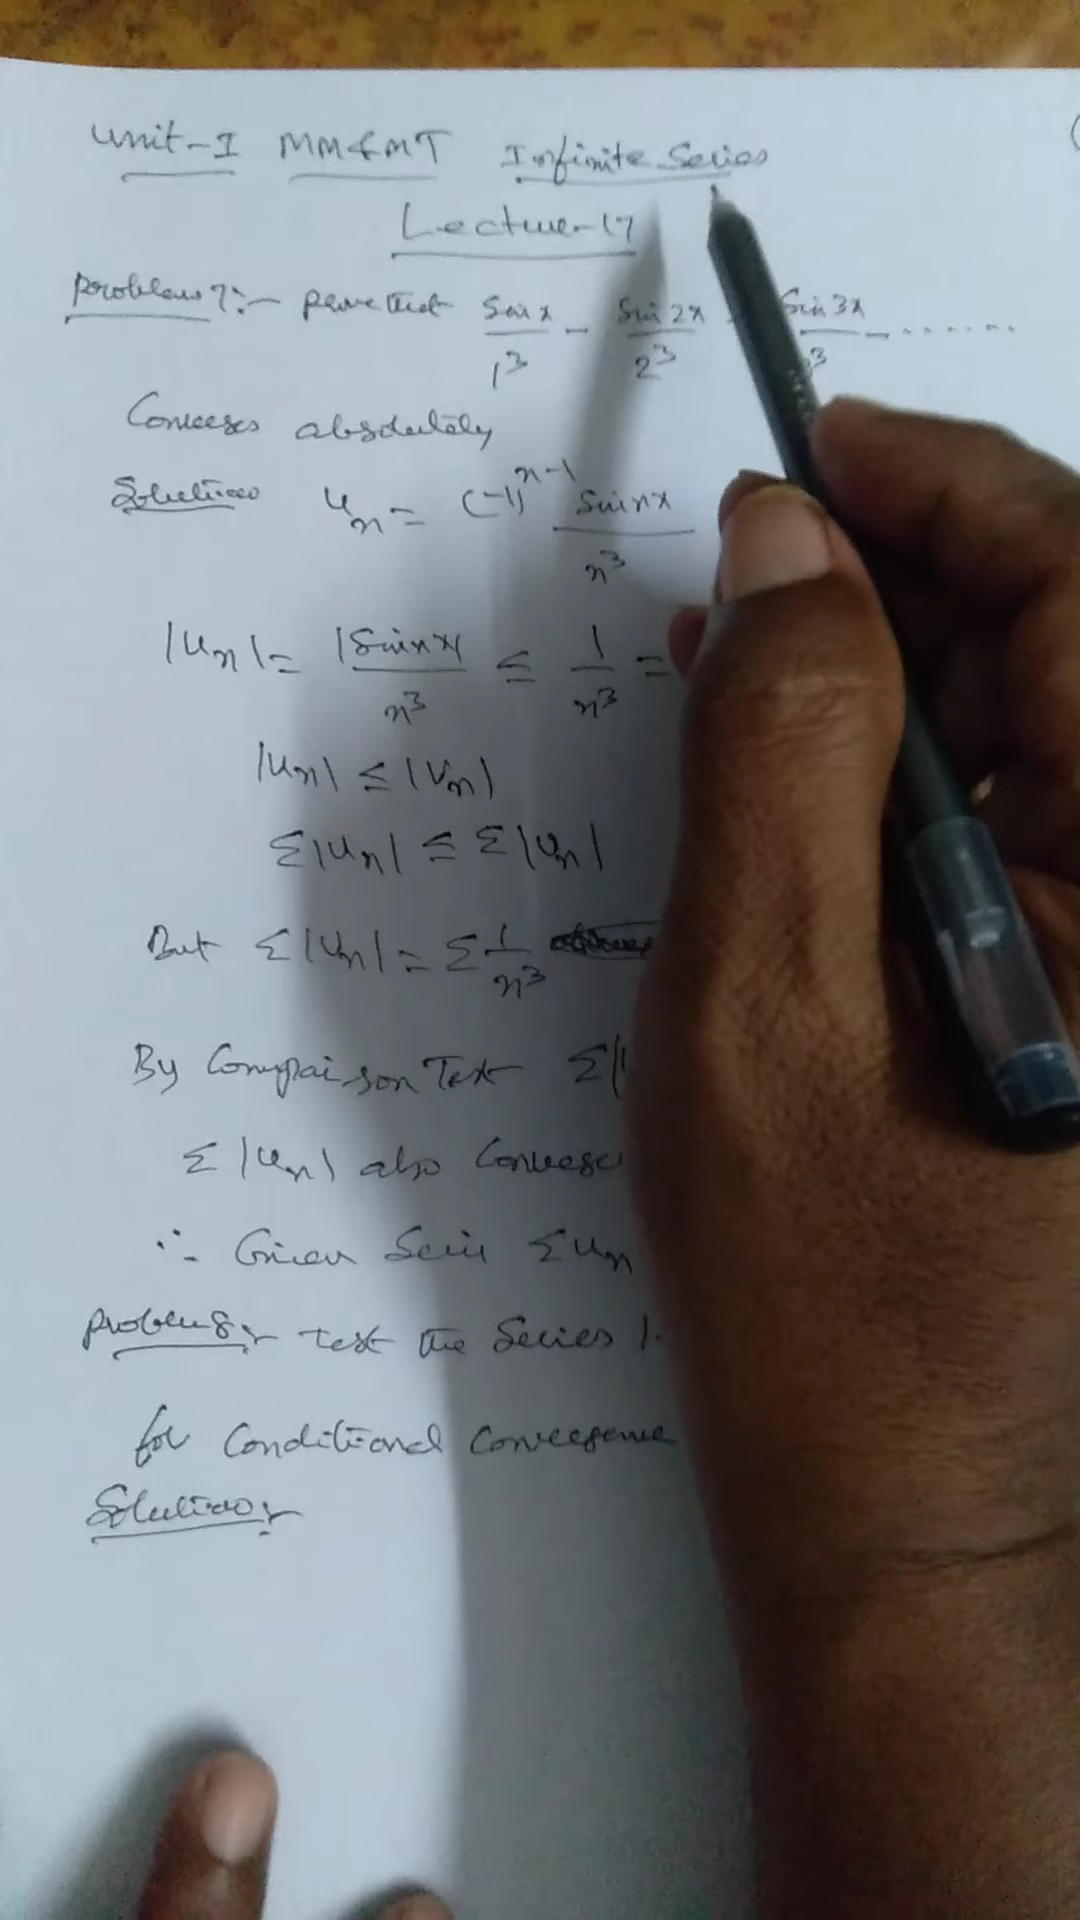 Unit-I MM&MT Infinite Series
Lecture-17
Problem 7:- prove that sin x/1^3 - sin 2x/2^3 sin 3x/ ^3 - .......
Converges absolutely
Solution u_n = (-1)^{n-1} sin nx/n^3
|u_n| = |sin nx|/n^3 ≤ 1/n^3 =
|u_n| ≤ |v_n|
Σ|u_n| ≤ Σ|v_n|
But Σ|v_n| = Σ 1/n^3
By Comparison Test Σ|
Σ|u_n| also Converges
∴ Given Series Σu_n
Problem 8:- test the Series 1-
for Conditional Convergence
Solution:-